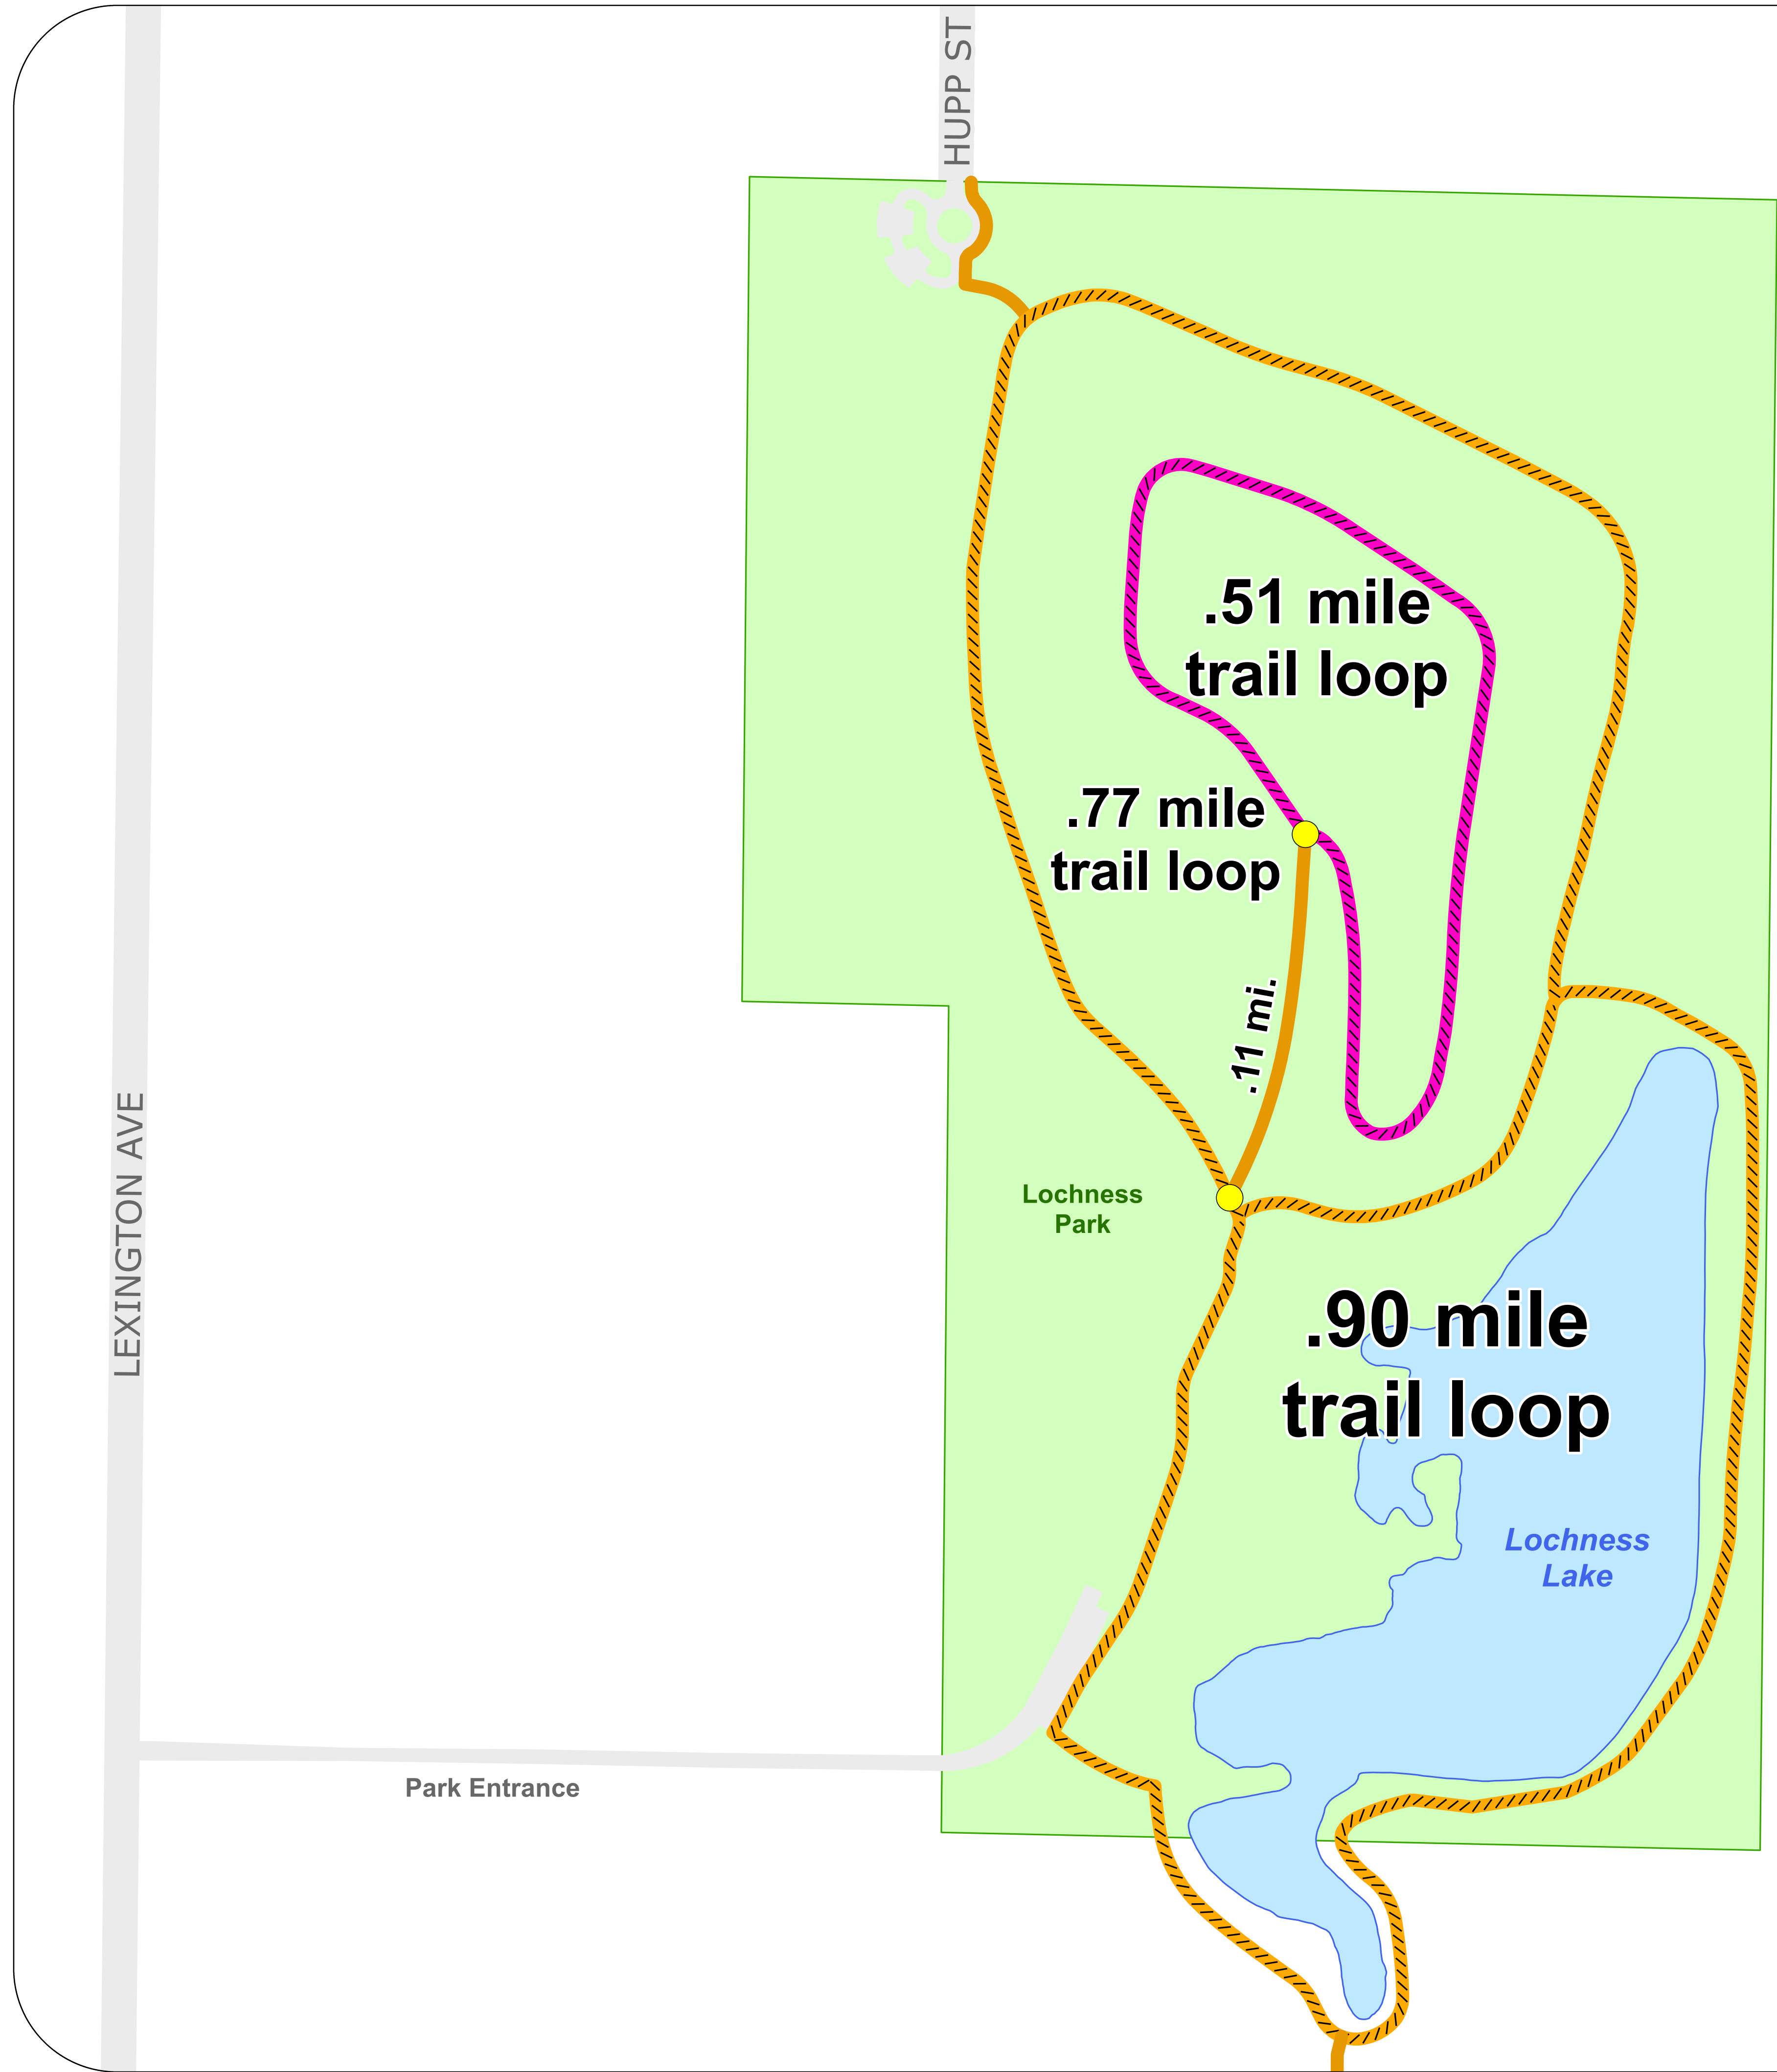 HUPP ST
.51 mile
trail loop
.77 mile
trail loop
.11 mi.
LEXINGTON AVE
Lochness
Park
.90 mile
trail loop
Lochness
Lake
Park Entrance